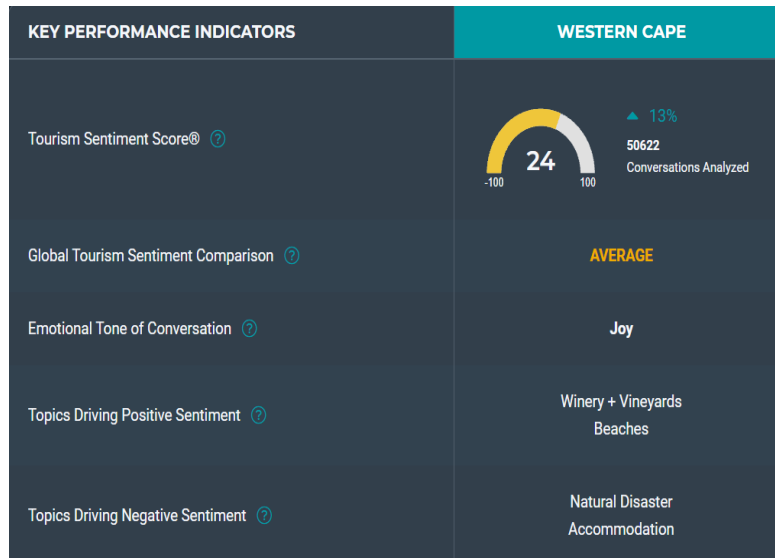 KEY PERFORMANCE INDICATORS
WESTERN CAPE
Tourism Sentiment Score® ?
24
-100
100
▲ 13%
50622
Conversations Analyzed
Global Tourism Sentiment Comparison ?
AVERAGE
Emotional Tone of Conversation ?
Joy
Topics Driving Positive Sentiment ?
Winery + Vineyards
Beaches
Topics Driving Negative Sentiment ?
Natural Disaster
Accommodation